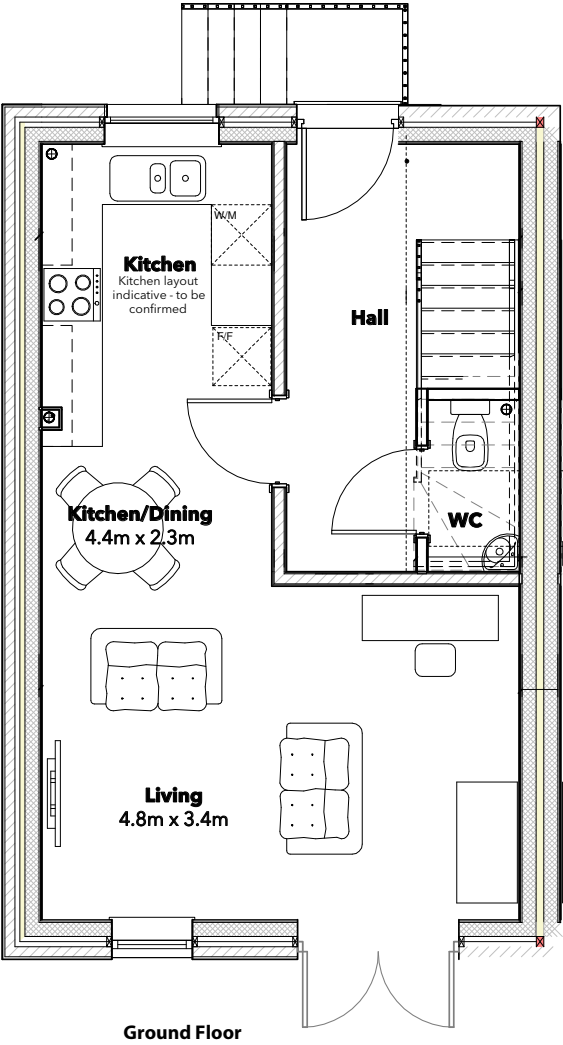 W/M
Kitchen
Kitchen layout
indicative - to be
confirmed
Hall
F/F
Kitchen/Dining
4.4m x 2.3m
WC
Living
4.8m x 3.4m
Ground Floor